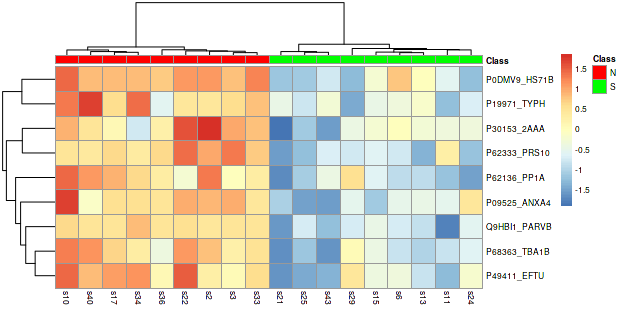 Class
P0DMV9_HS71B
P19971_TYPH
P30153_2AAA
P62333_PRS10
P62136_PP1A
P09525_ANXA4
Q9HBI1_PARVB
P68363_TBA1B
P49411_EFTU
s10 s40 s17 s34 s36 s22 s2 s3 s33 s21 s25 s43 s29 s15 s6 s13 s11 s24
1.5
1
0.5
0
-0.5
-1
-1.5
Class
N
S